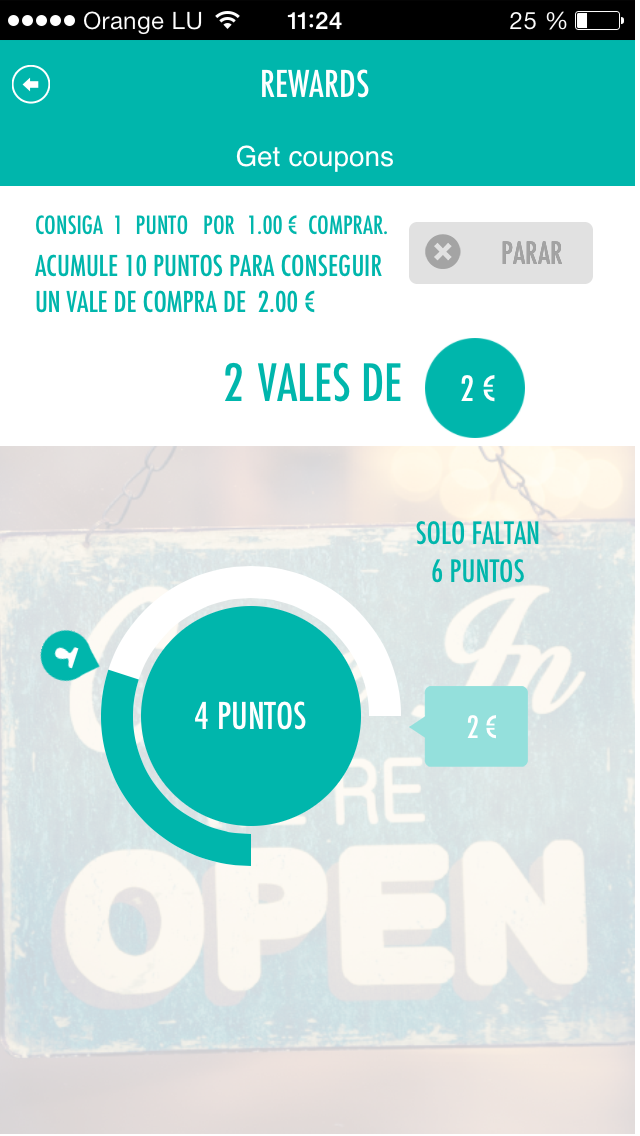 Orange LU 11:24 25 %
REWARDS
Get coupons
CONSIGA 1 PUNTO POR 1.00 € COMPRAR.
ACUMULE 10 PUNTOS PARA CONSEGUIR
UN VALE DE COMPRA DE 2.00 €
PARAR
2 VALES DE 2 €
SOLO FALTAN
6 PUNTOS
4 PUNTOS
2 €
In
OPEN